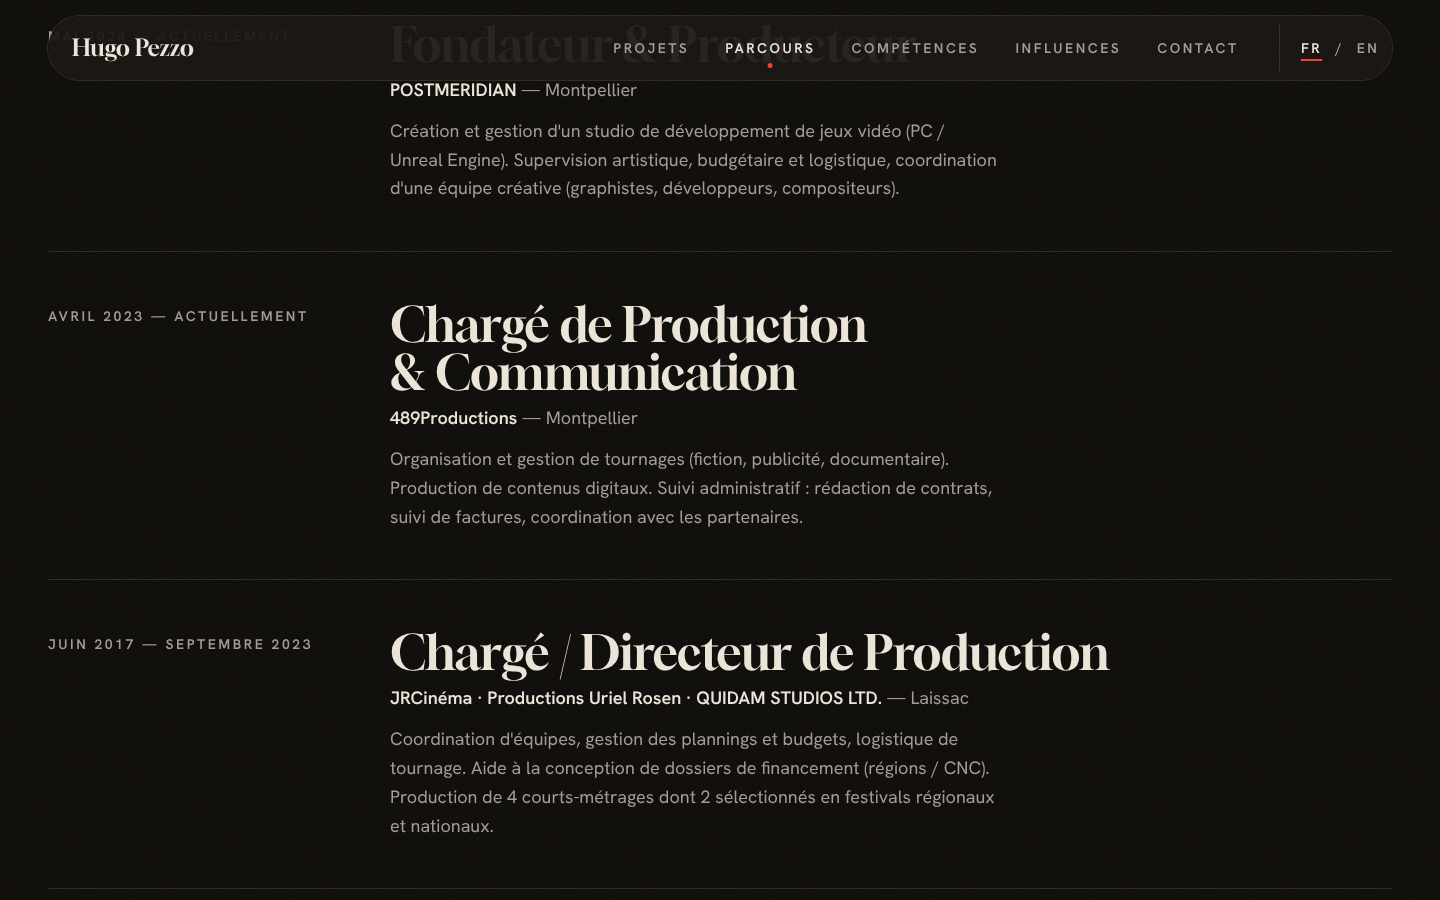 Hugo Pezzo
PROJETS PARCOURS COMPÉTENCES INFLUENCES CONTACT FR / EN
MAI 2024 — ACTUELLEMENT
Fondateur & Producteur
POSTMERIDIAN — Montpellier
Création et gestion d'un studio de développement de jeux vidéo (PC /
Unreal Engine). Supervision artistique, budgétaire et logistique, coordination
d'une équipe créative (graphistes, développeurs, compositeurs).
AVRIL 2023 — ACTUELLEMENT
Chargé de Production
& Communication
489Productions — Montpellier
Organisation et gestion de tournages (fiction, publicité, documentaire).
Production de contenus digitaux. Suivi administratif : rédaction de contrats,
suivi de factures, coordination avec les partenaires.
JUIN 2017 — SEPTEMBRE 2023
Chargé / Directeur de Production
JRCinéma · Productions Uriel Rosen · QUIDAM STUDIOS LTD. — Laissac
Coordination d'équipes, gestion des plannings et budgets, logistique de
tournage. Aide à la conception de dossiers de financement (régions / CNC).
Production de 4 courts-métrages dont 2 sélectionnés en festivals régionaux
et nationaux.